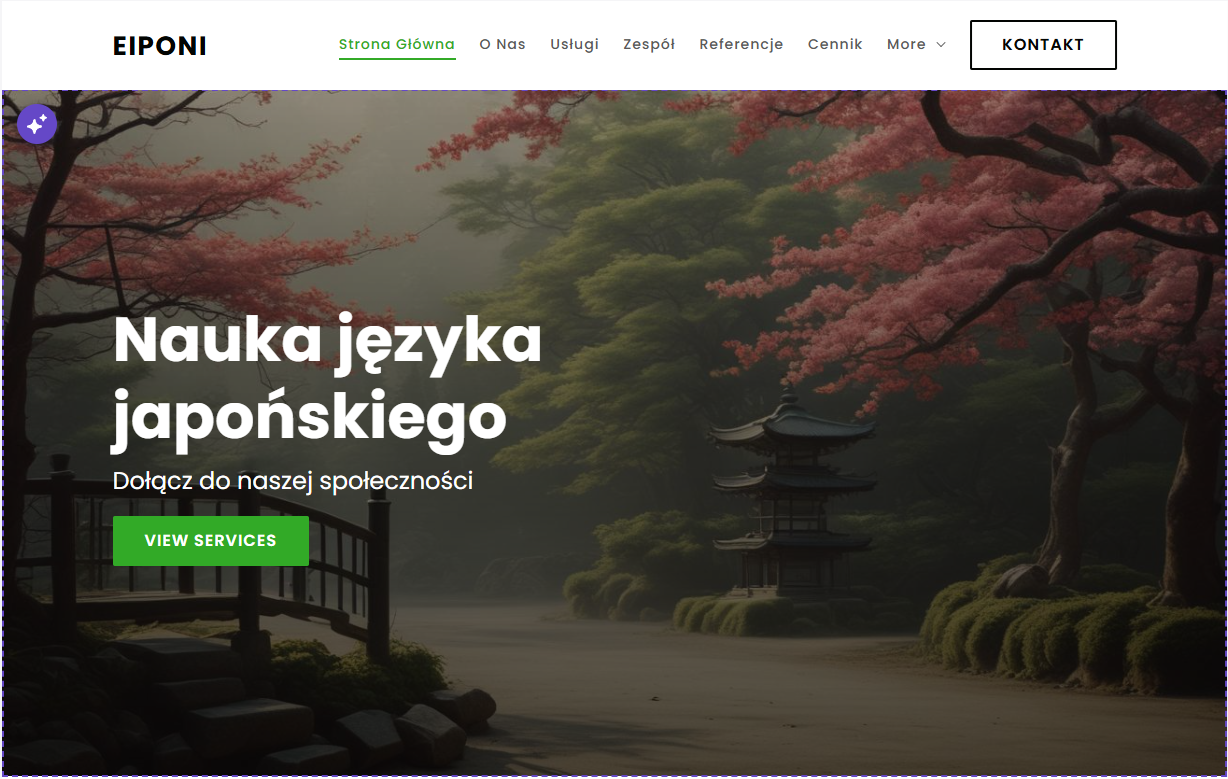 EIPONI
Strona Główna
O Nas
Usługi
Zespół
Referencje
Cennik
More
KONTAKT
Nauka języka
japońskiego
Dołącz do naszej społeczności
VIEW SERVICES